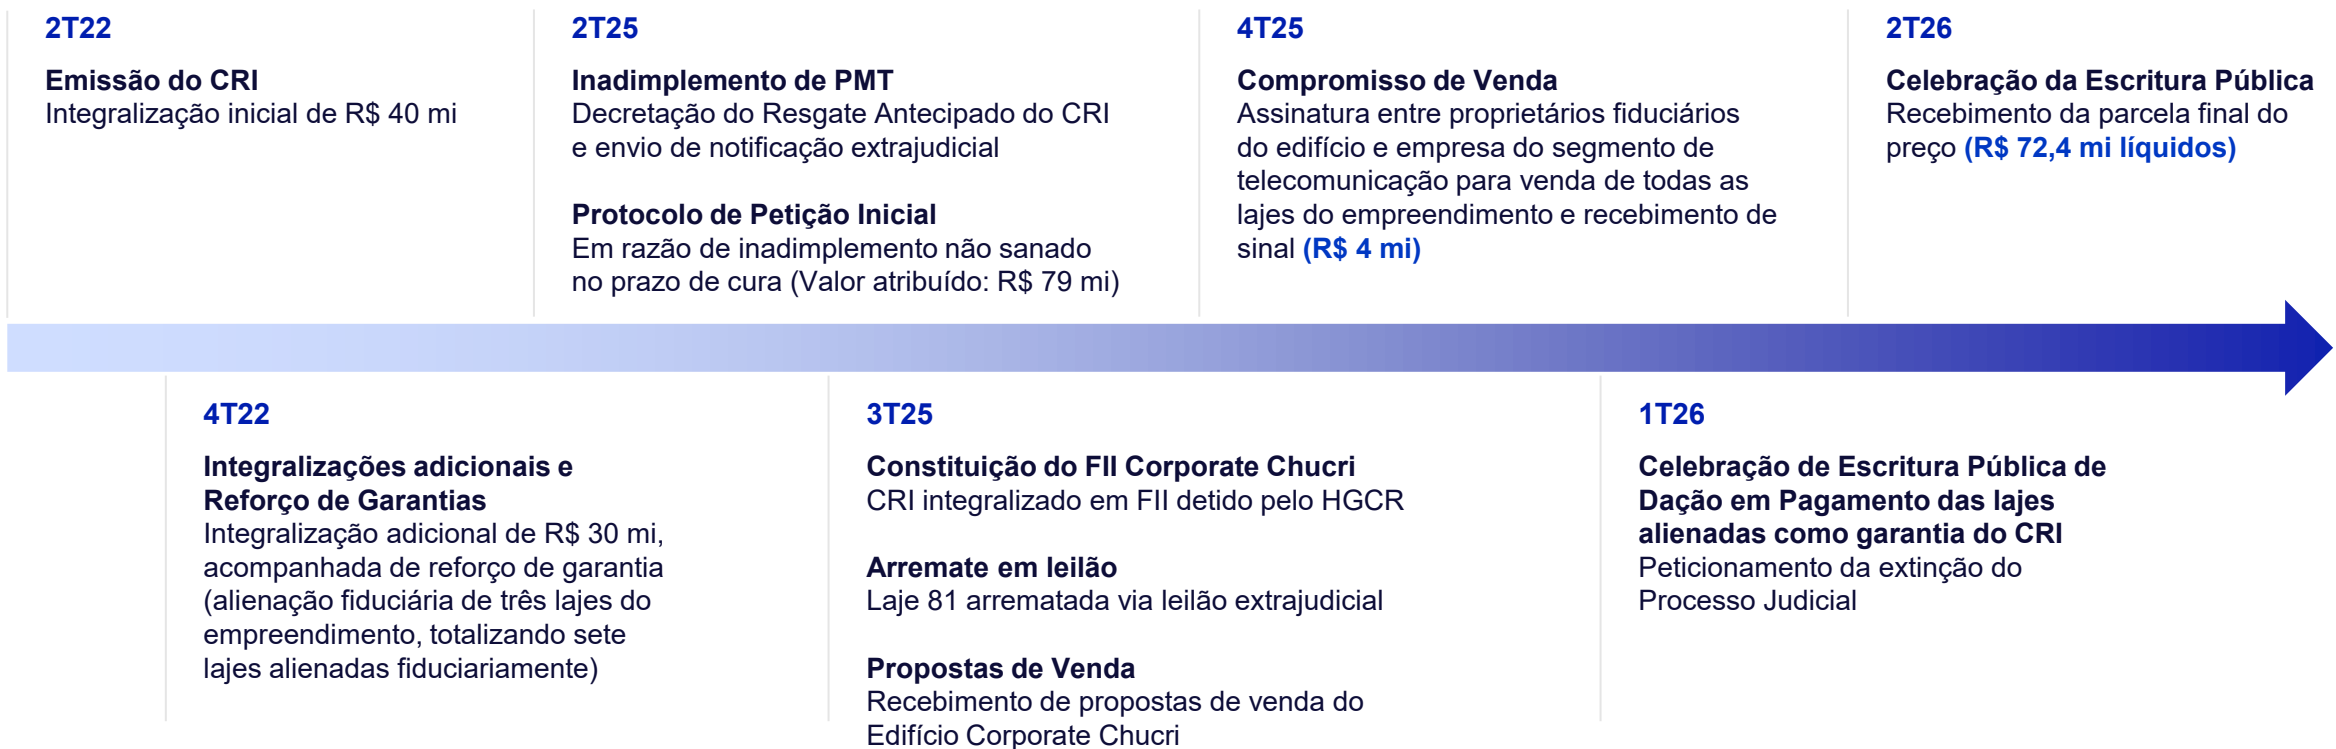 2T22
Emissão do CRI
Integralização inicial de R$ 40 mi
2T25
Inadimplemento de PMT
Decretação do Resgate Antecipado do CRI
e envio de notificação extrajudicial
Protocolo de Petição Inicial
Em razão de inadimplemento não sanado
no prazo de cura (Valor atribuído: R$ 79 mi)
4T25
Compromisso de Venda
Assinatura entre proprietários fiduciários
do edifício e empresa do segmento de
telecomunicação para venda de todas as
lajes do empreendimento e recebimento de
sinal (R$ 4 mi)
2T26
Celebração da Escritura Pública
Recebimento da parcela final do
preço (R$ 72,4 mi líquidos)
4T22
Integralizações adicionais e
Reforço de Garantias
Integralização adicional de R$ 30 mi,
acompanhada de reforço de garantia
(alienação fiduciária de três lajes do
empreendimento, totalizando sete
lajes alienadas fiduciariamente)
3T25
Constituição do FII Corporate Chucri
CRI integralizado em FII detido pelo HGCR
Arremate em leilão
Laje 81 arrematada via leilão extrajudicial
Propostas de Venda
Recebimento de propostas de venda do
Edifício Corporate Chucri
1T26
Celebração de Escritura Pública de
Dação em Pagamento das lajes
alienadas como garantia do CRI
Peticionamento da extinção do
Processo Judicial